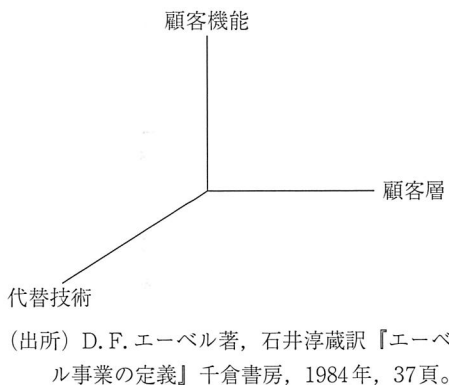 顧客機能
顧客層
代替技術
(出所) D.F.エーベル著，石井淳蔵訳『エーベ
ル事業の定義』千倉書房，1984年，37頁。